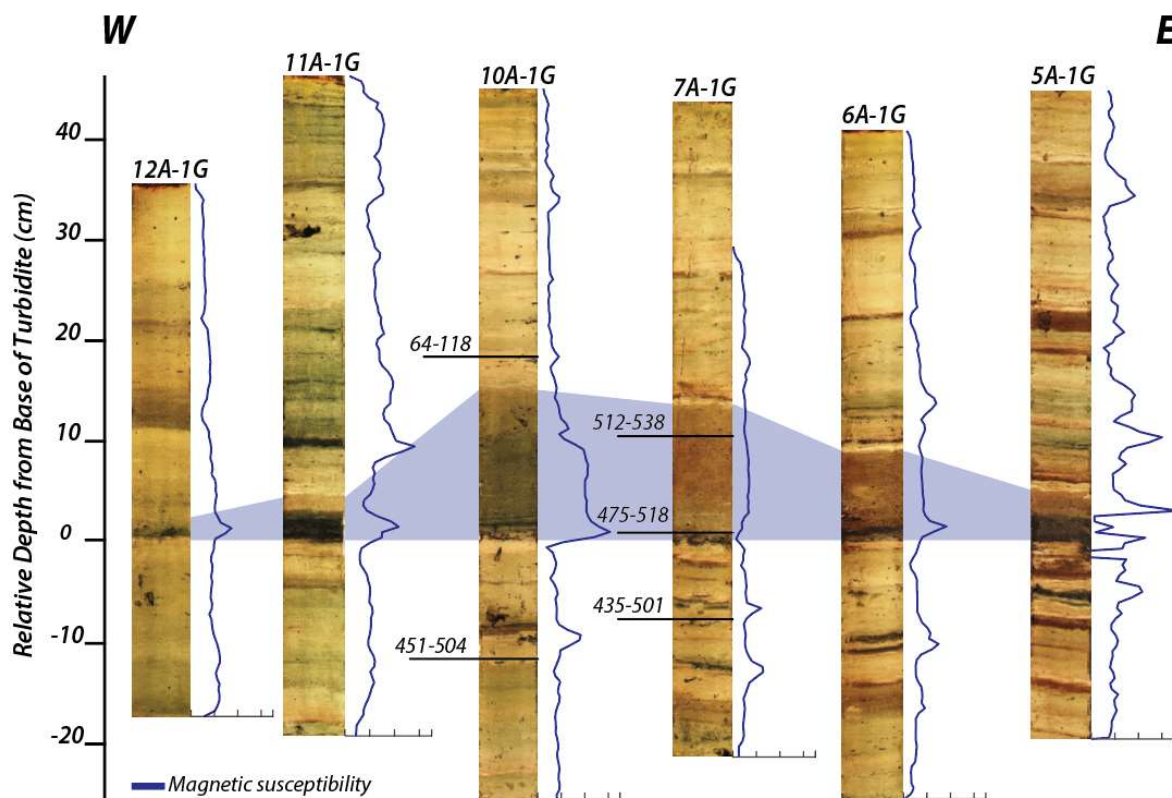 W
E
11A-1G
10A-1G
7A-1G
5A-1G
6A-1G
12A-1G
Relative Depth from Base of Turbidite (cm)
40
30
20
10
0
-10
-20
64-118
512-538
475-518
435-501
451-504
Magnetic susceptibility